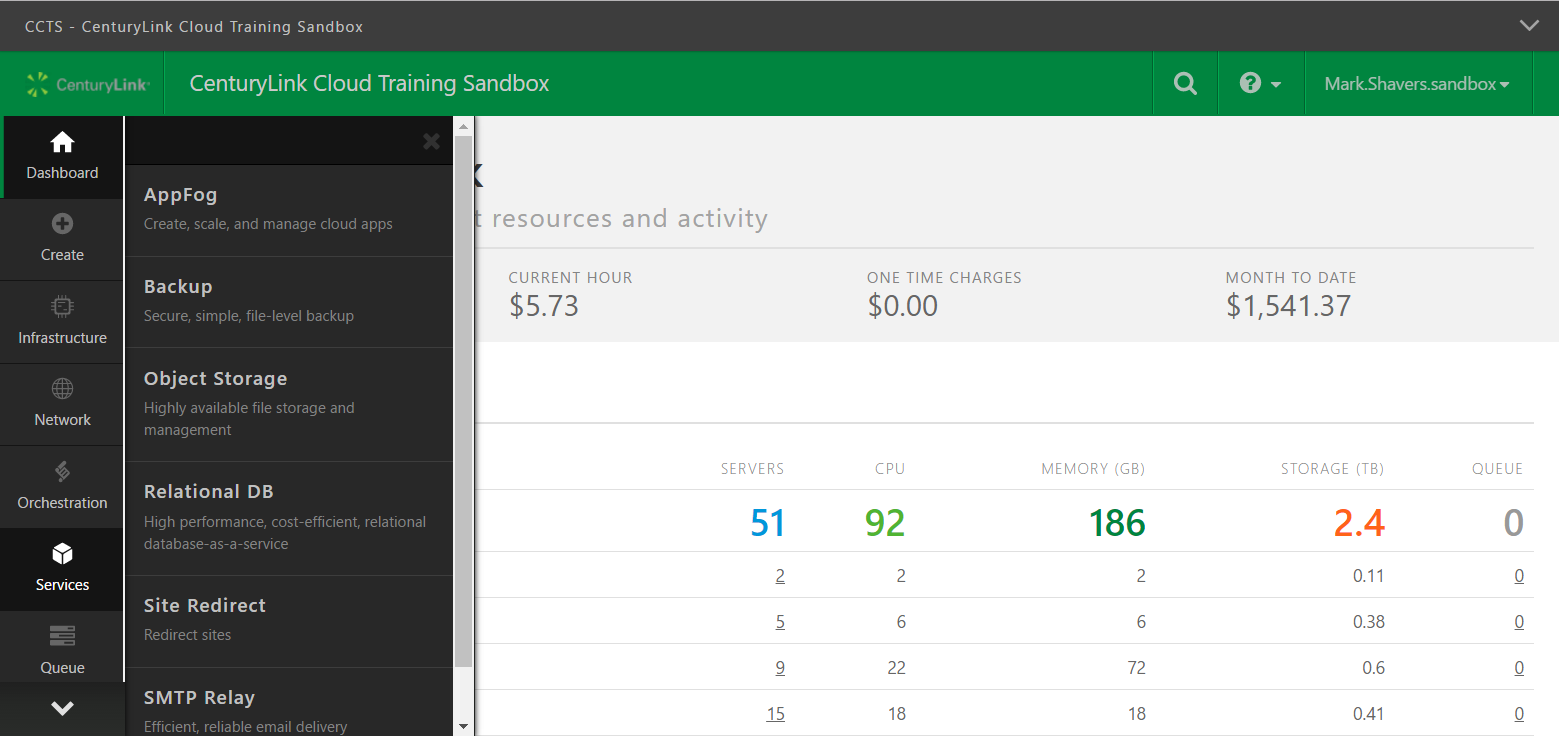 CCTS - CenturyLink Cloud Training Sandbox
CenturyLink
CenturyLink Cloud Training Sandbox
Mark.Shavers.sandbox
Dashboard
Create
Infrastructure
Network
Orchestration
Services
Queue
AppFog
Create, scale, and manage cloud apps
Backup
Secure, simple, file-level backup
Object Storage
Highly available file storage and
management
Relational DB
High performance, cost-efficient, relational
database-as-a-service
Site Redirect
Redirect sites
SMTP Relay
Efficient, reliable email delivery
resources and activity
CURRENT HOUR ONE TIME CHARGES MONTH TO DATE
$5.73 $0.00 $1,541.37
SERVERS CPU MEMORY (GB) STORAGE (TB) QUEUE
51 92 186 2.4 0
2 2 2 0.11 0
5 6 6 0.38 0
9 22 72 0.6 0
15 18 18 0.41 0